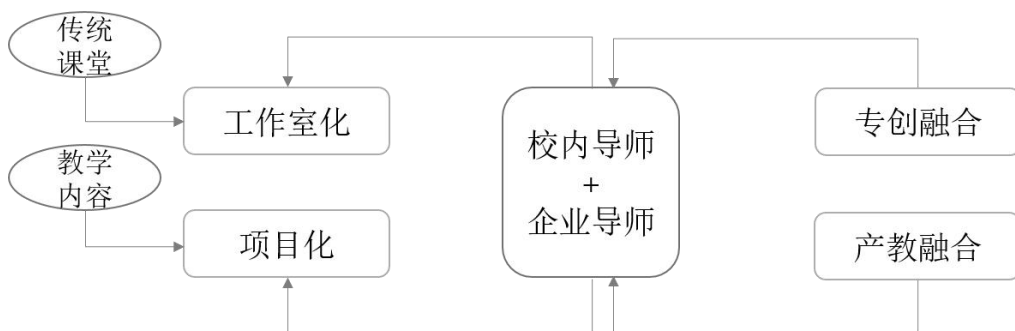 传统
课堂
工作室化
校内导师
+
企业导师
专创融合
教学
内容
项目化
产教融合